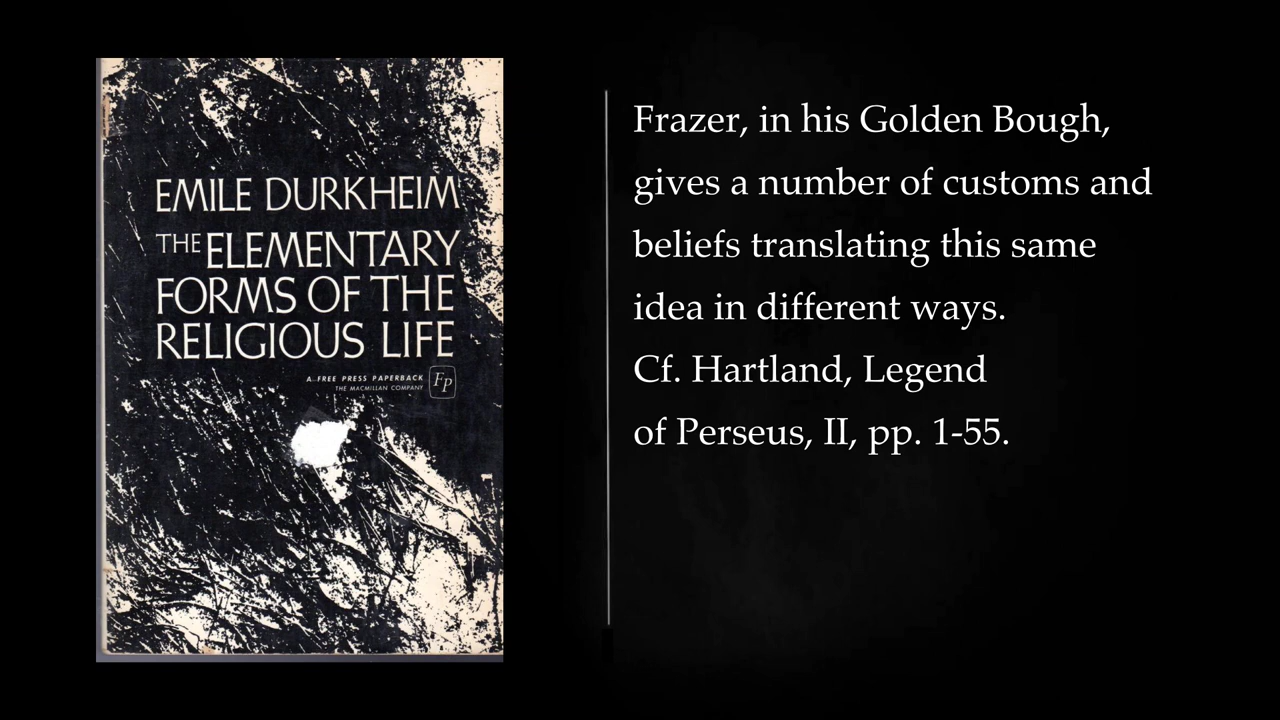 EMILE DURKHEIM
THE ELEMENTARY
FORMS OF THE
RELIGIOUS LIFE
A FREE PRESS PAPERBACK
THE MACMILLAN COMPANY
FP
Frazer, in his Golden Bough,
gives a number of customs and
beliefs translating this same
idea in different ways.
Cf. Hartland, Legend
of Perseus, II, pp. 1-55.